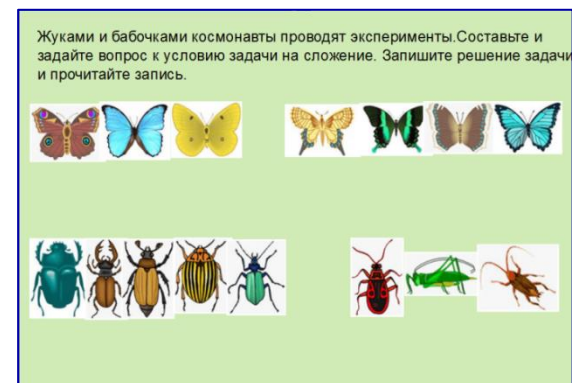 Жуками и бабочками космонавты проводят эксперименты.Составьте и
задайте вопрос к условию задачи на сложение. Запишите решение задачи
и прочитайте запись.